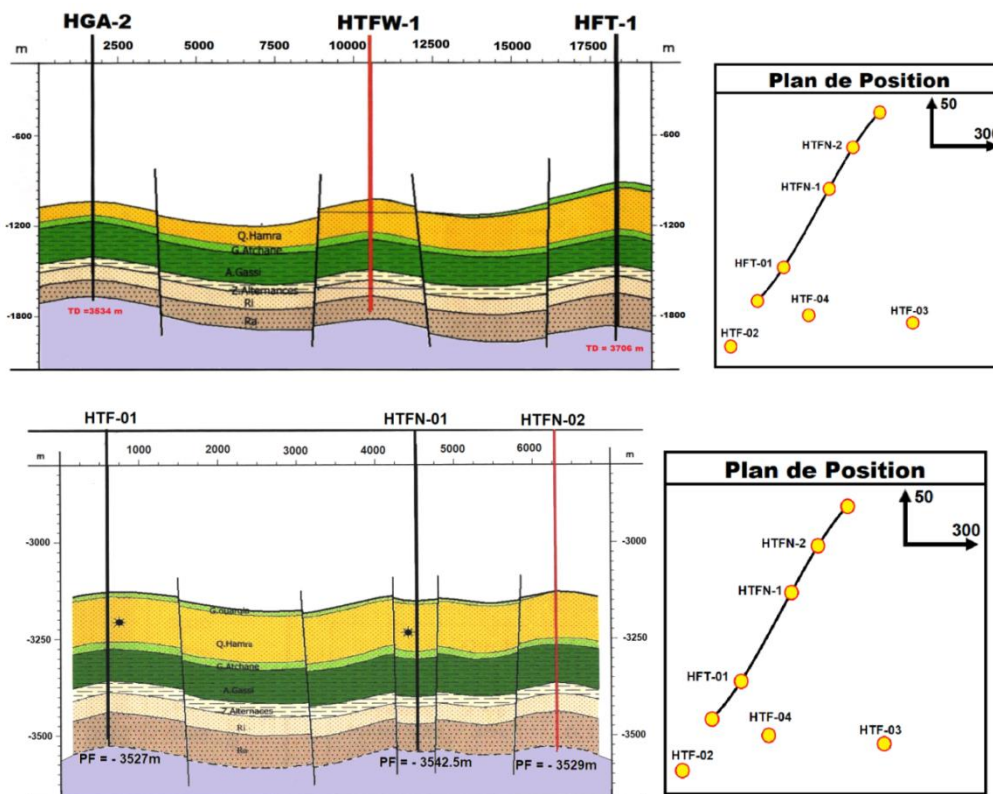 HGA-2 HTFW-1 HFT-1
m 2500 5000 7500 10000 12500 15000 17500 m
-600 -600
-1200 -1200
-1800 -1800
Q.Hamra
G.Atchane
A.Gassi
Z.Alternances
Ri
Ra
TD =3534 m
TD = 3706 m
Plan de Position
50
300
HTFN-2
HTFN-1
HFT-01
HTF-04
HTF-03
HTF-02
HTF-01 HTFN-01 HTFN-02
m 1000 2000 3000 4000 5000 6000 m
-3000 -3000
-3250 -3250
-3500 -3500
Q.Hamra
G.Atchane
A.Gassi
Z.Alternaces
Ri
Ra
PF = - 3527m PF = - 3542.5m PF = - 3529m
Plan de Position
50
300
HTFN-2
HTFN-1
HFT-01
HTF-04
HTF-03
HTF-02